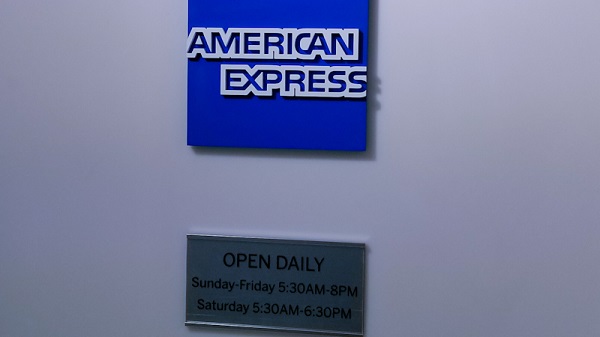 AMERICAN
EXPRESS
OPEN DAILY
Sunday-Friday 5:30AM-8PM
Saturday 5:30AM-6:30PM